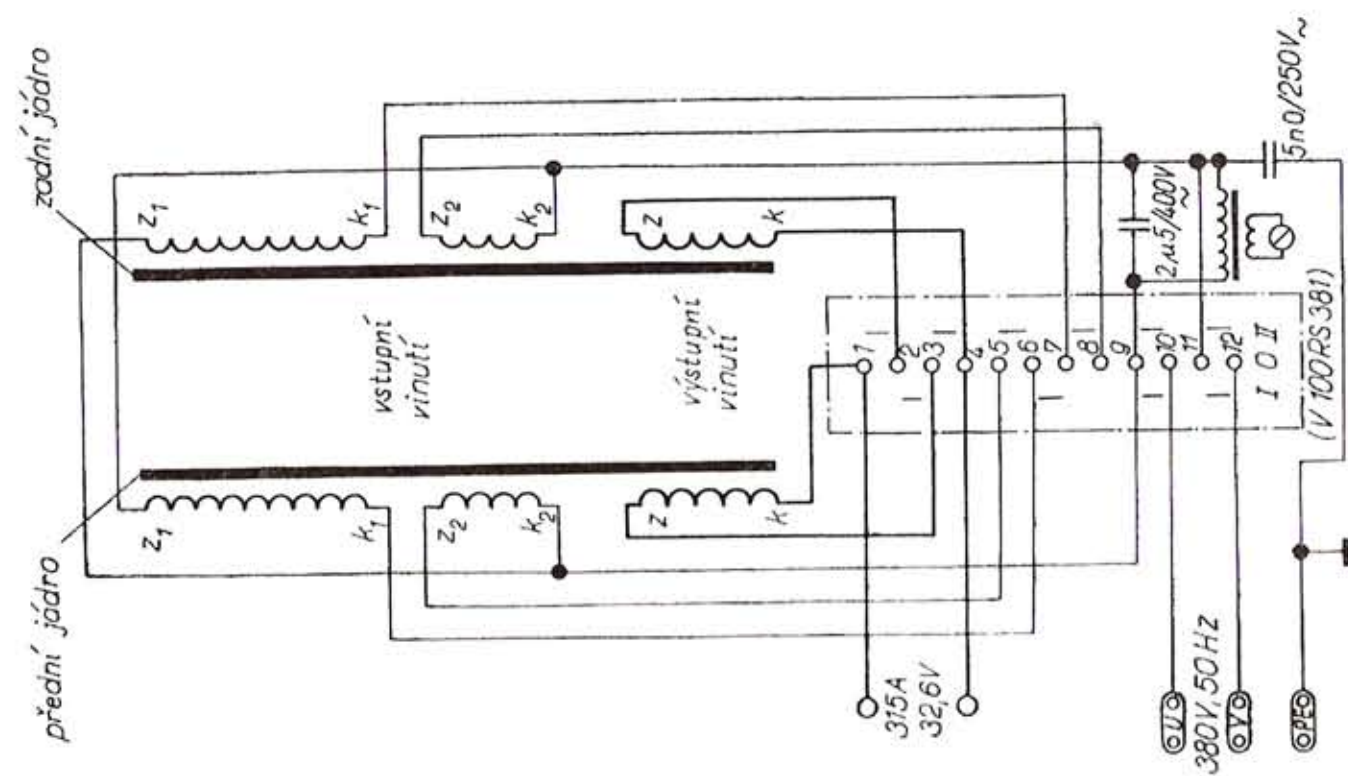 přední jádro
zadní jádro
z₁
k₁
z₂
k₂
z
k
z₁
k₁
z₂
k₂
z
k
vstupní
vinutí
výstupní
vinutí
315A
32,6V
1
2
3
4
5
6
7
8
9
10
11
12
I O II
(V 100RS381)
2µ5/400V~
5n0/250V~
U
380V, 50Hz
V
PE